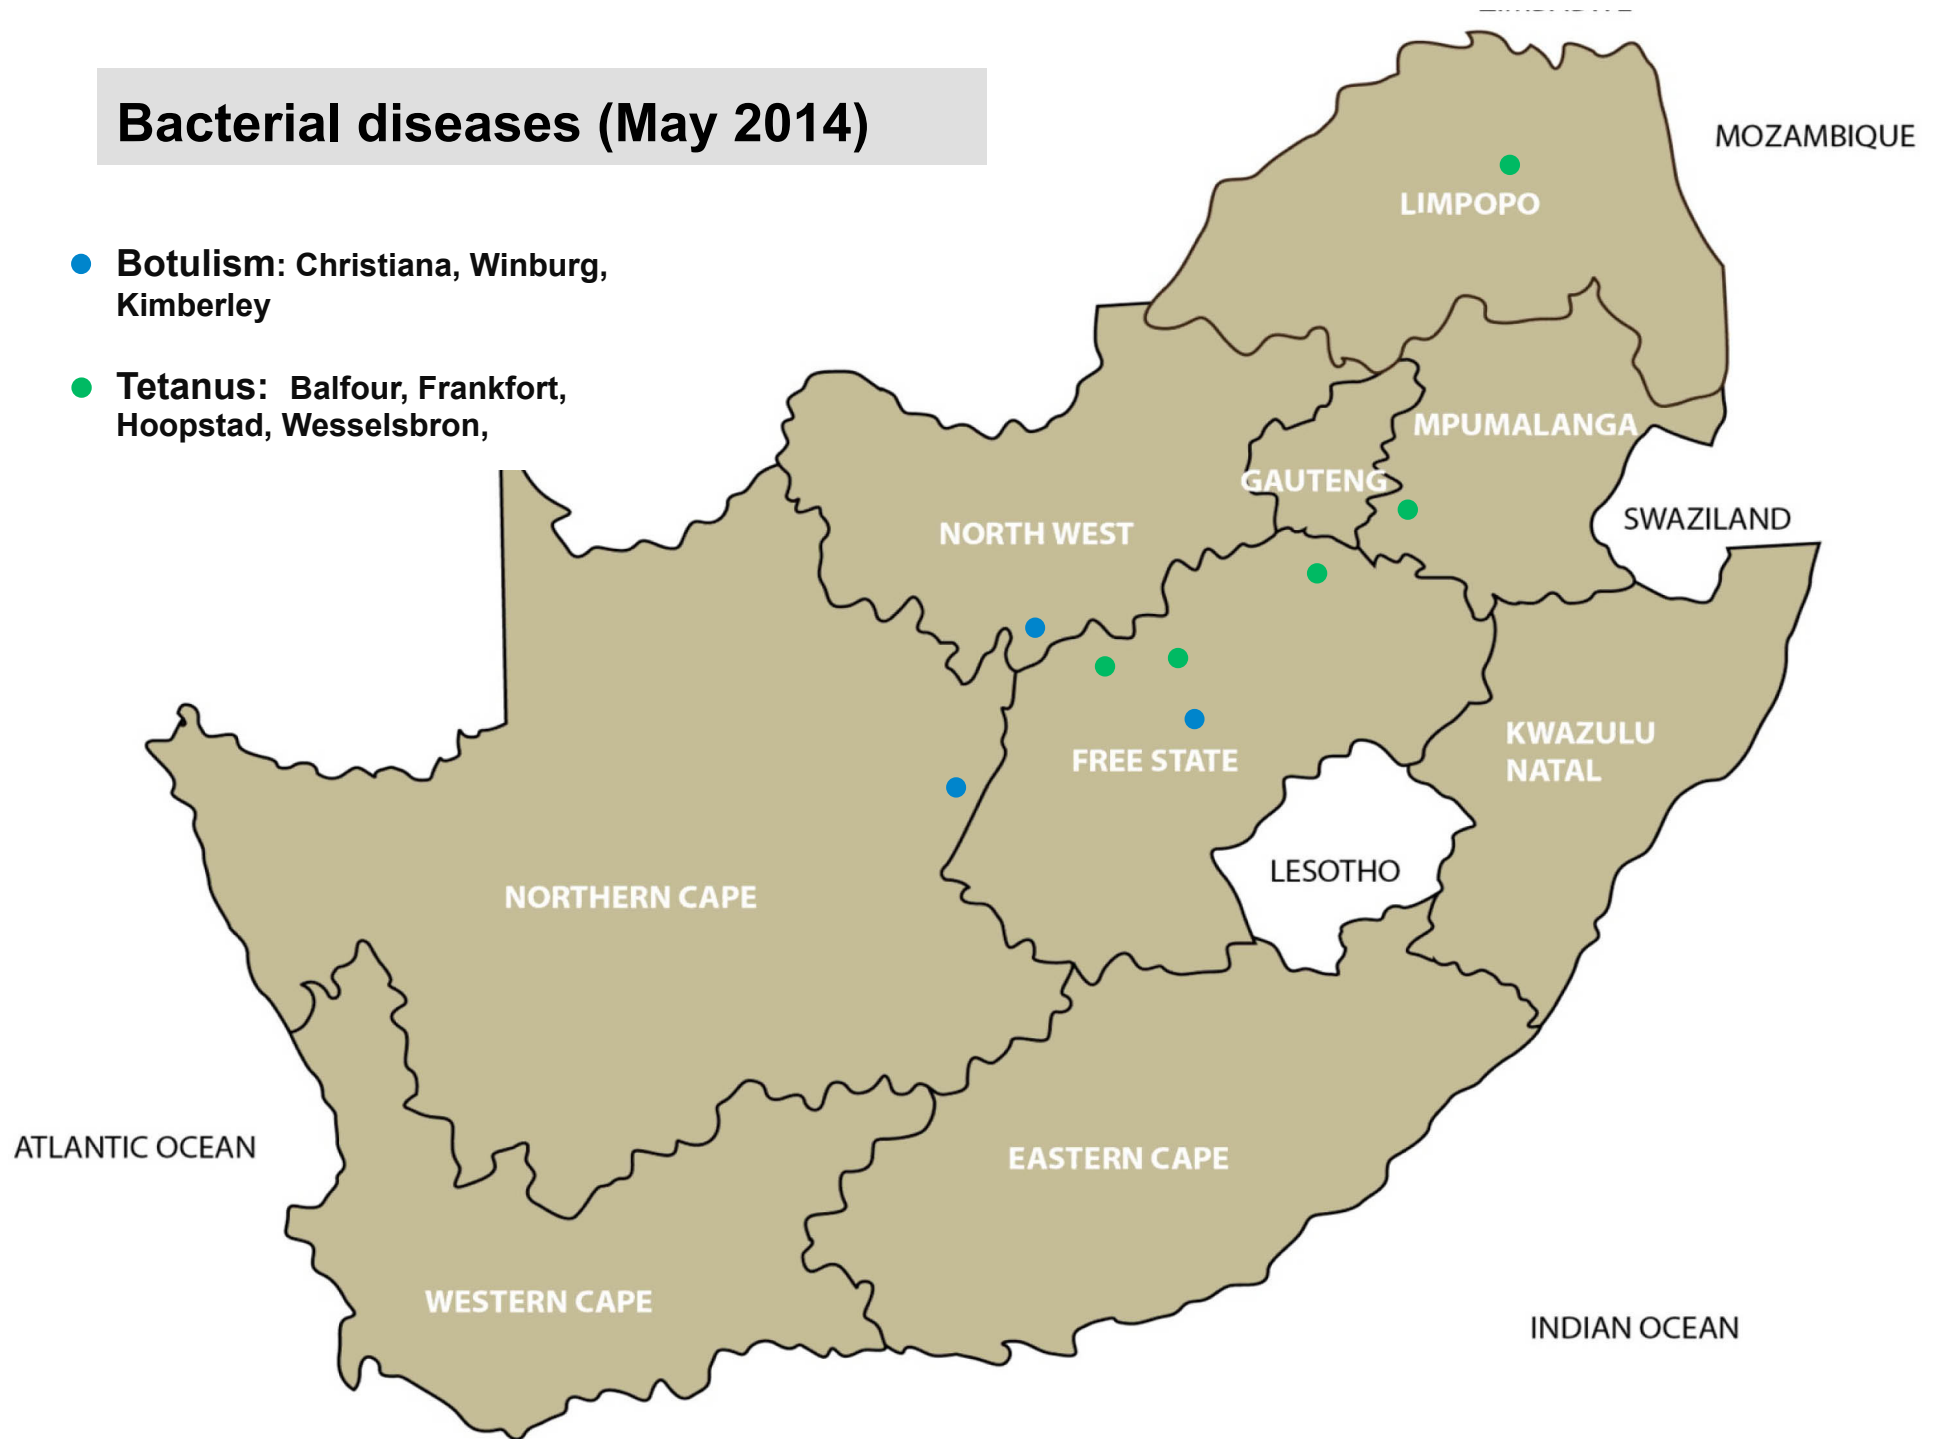 Bacterial diseases (May 2014)
MOZAMBIQUE
LIMPOPO
Botulism: Christiana, Winburg,
Kimberley
Tetanus: Balfour, Frankfort,
Hoopstad, Wesselsbron,
MPUMALANGA
GAUTENG
SWAZILAND
NORTH WEST
KWAZULU
NATAL
FREE STATE
LESOTHO
NORTHERN CAPE
ATLANTIC OCEAN
EASTERN CAPE
WESTERN CAPE
INDIAN OCEAN